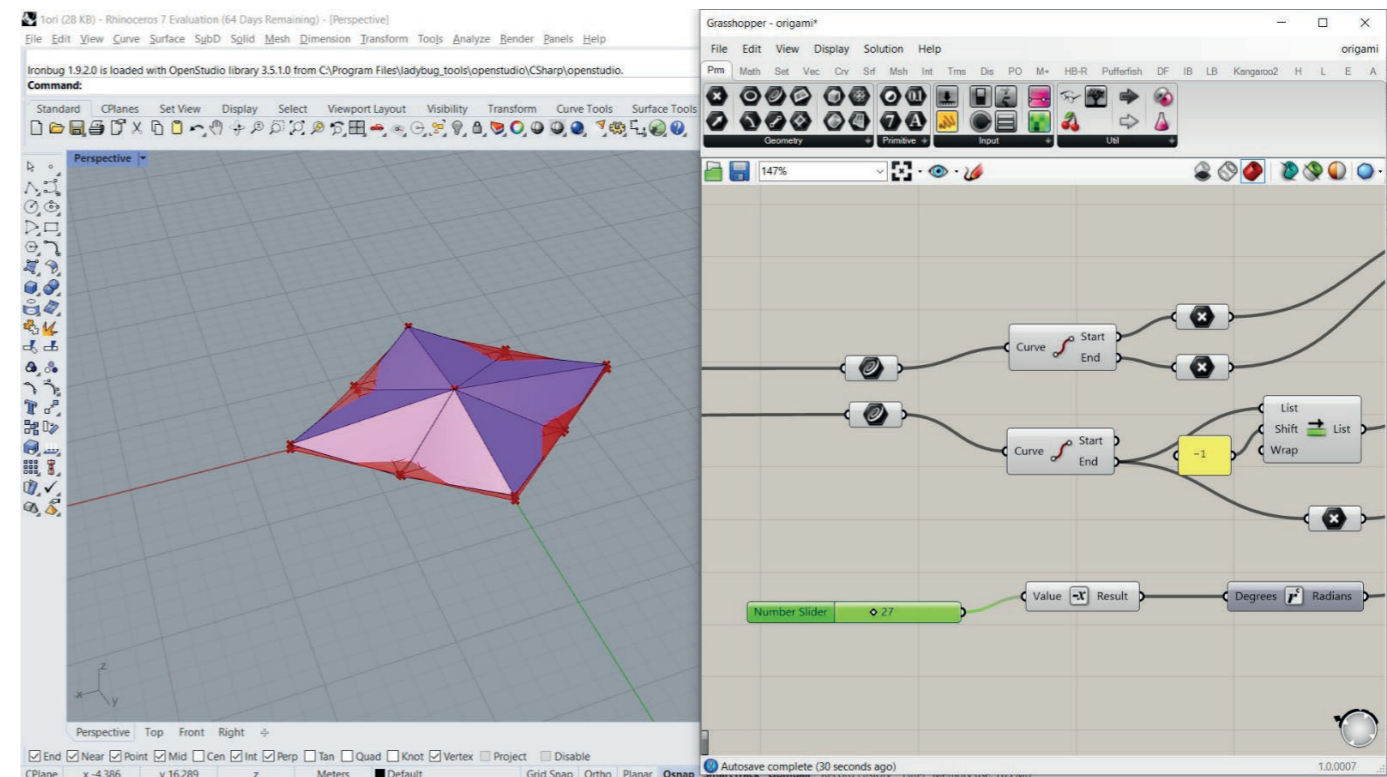 1ori (28 KB) - Rhinoceros 7 Evaluation (64 Days Remaining) - [Perspective]
File Edit View Curve Surface SubD Solid Mesh Dimension Transform Tools Analyze Render Panels Help
Ironbug 1.9.2.0 is loaded with OpenStudio library 3.5.1.0 from C:\Program Files\ladybug_tools\openstudio\CSharp\openstudio.
Command:
Standard CPlanes Set View Display Select Viewport Layout Visibility Transform Curve Tools Surface Tools
Perspective
z
x
y
Perspective Top Front Right
End Near Point Mid Cen Int Perp Tan Quad Knot Vertex Project Disable
CPlane x -4.386 y 16.289 z Meters Default Grid Snap Ortho Planar Osnap
Grasshopper - origami*
File Edit View Display Solution Help origami
Prm Math Set Vec Crv Srf Msh Int Trns Dis PO M+ HB-R Pufferfish DF IB LB Kangaroo2 H L E A
Geometry Primitive Input Util
147%
Curve Start
End
Curve Start
End
-1
List
Shift List
Wrap
Number Slider 27
Value -X Result
Degrees r Radians
Autosave complete (30 seconds ago) 1.0.0007